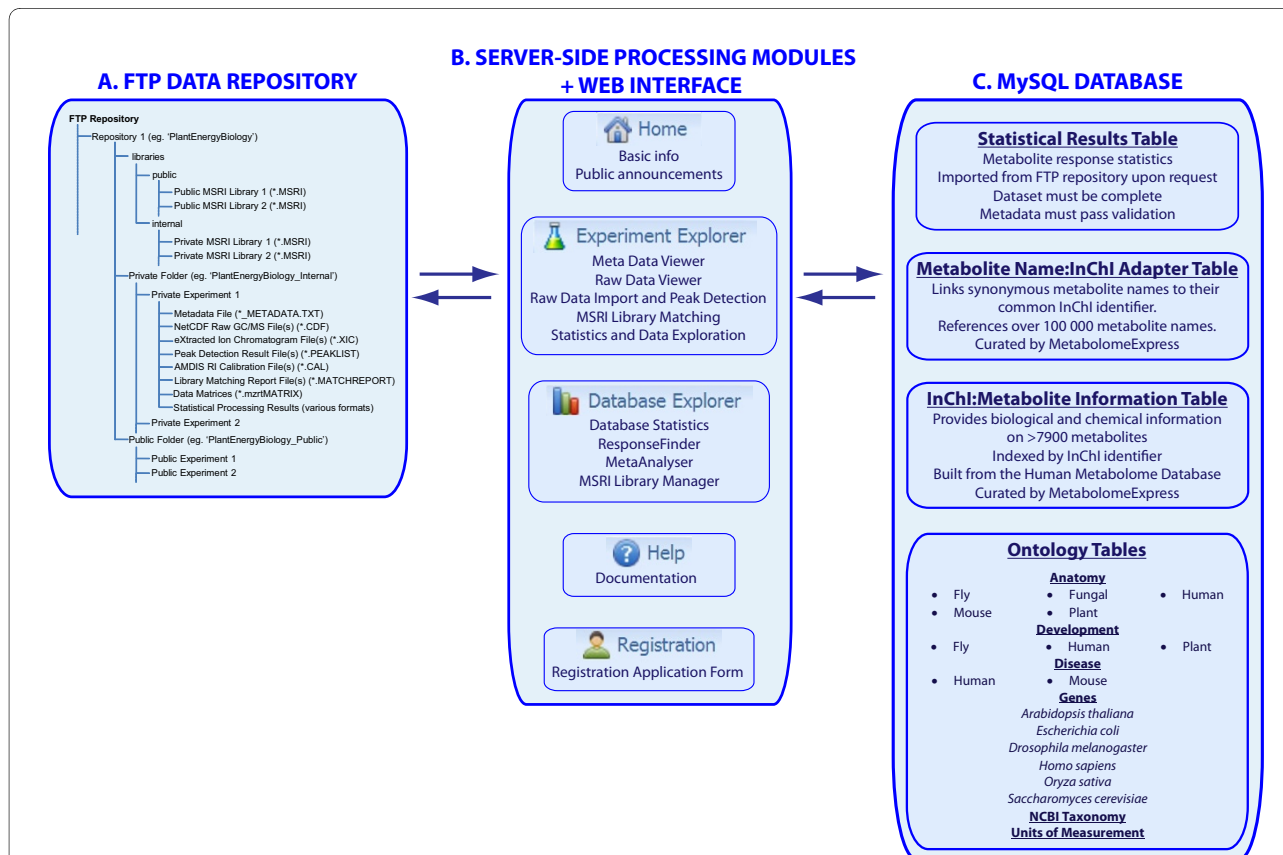 A. FTP DATA REPOSITORY
FTP Repository
Repository 1 (eg. 'PlantEnergyBiology')
libraries
public
Public MSRI Library 1 (*.MSRI)
Public MSRI Library 2 (*.MSRI)
internal
Private MSRI Library 1 (*.MSRI)
Private MSRI Library 2 (*.MSRI)
Private Folder (eg. 'PlantEnergyBiology_Internal')
Private Experiment 1
Metadata File (*_METADATA.TXT)
NetCDF Raw GC/MS File(s) (*.CDF)
eXtracted Ion Chromatogram File(s) (*.XIC)
Peak Detection Result File(s) (*.PEAKLIST)
AMDIS RI Calibration File(s) (*.CAL)
Library Matching Report File(s) (*.MATCHREPORT)
Data Matrices (*.mzrtMATRIX)
Statistical Processing Results (various formats)
Private Experiment 2
Public Folder (eg. 'PlantEnergyBiology_Public')
Public Experiment 1
Public Experiment 2
B. SERVER-SIDE PROCESSING MODULES
+ WEB INTERFACE
Home
Basic info
Public announcements
Experiment Explorer
Meta Data Viewer
Raw Data Viewer
Raw Data Import and Peak Detection
MSRI Library Matching
Statistics and Data Exploration
Database Explorer
Database Statistics
ResponseFinder
MetaAnalyser
MSRI Library Manager
Help
Documentation
Registration
Registration Application Form
C. MySQL DATABASE
Statistical Results Table
Metabolite response statistics
Imported from FTP repository upon request
Dataset must be complete
Metadata must pass validation
Metabolite Name:InChI Adapter Table
Links synonymous metabolite names to their
common InChI identifier.
References over 100 000 metabolite names.
Curated by MetabolomeExpress
InChI:Metabolite Information Table
Provides biological and chemical information
on >7900 metabolites
Indexed by InChI identifier
Built from the Human Metabolome Database
Curated by MetabolomeExpress
Ontology Tables
Anatomy
• Fly • Fungal • Human
• Mouse • Plant
Development
• Fly • Human • Plant
Disease
• Human • Mouse
Genes
Arabidopsis thaliana
Escherichia coli
Drosophila melanogaster
Homo sapiens
Oryza sativa
Saccharomyces cerevisiae
NCBI Taxonomy
Units of Measurement